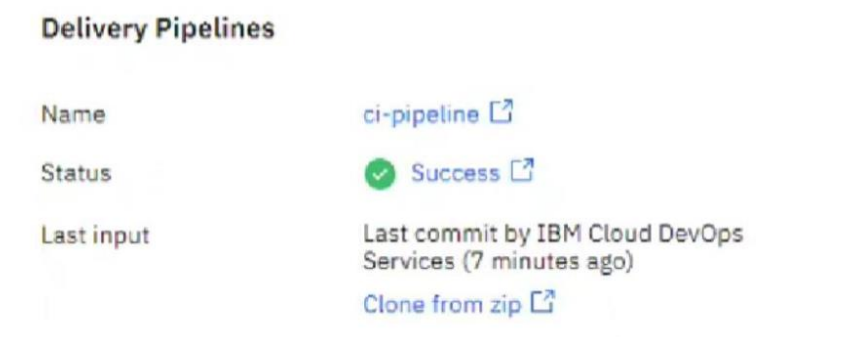 Delivery Pipelines
Name ci-pipeline
Status Success
Last input Last commit by IBM Cloud DevOps
Services (7 minutes ago)
Clone from zip